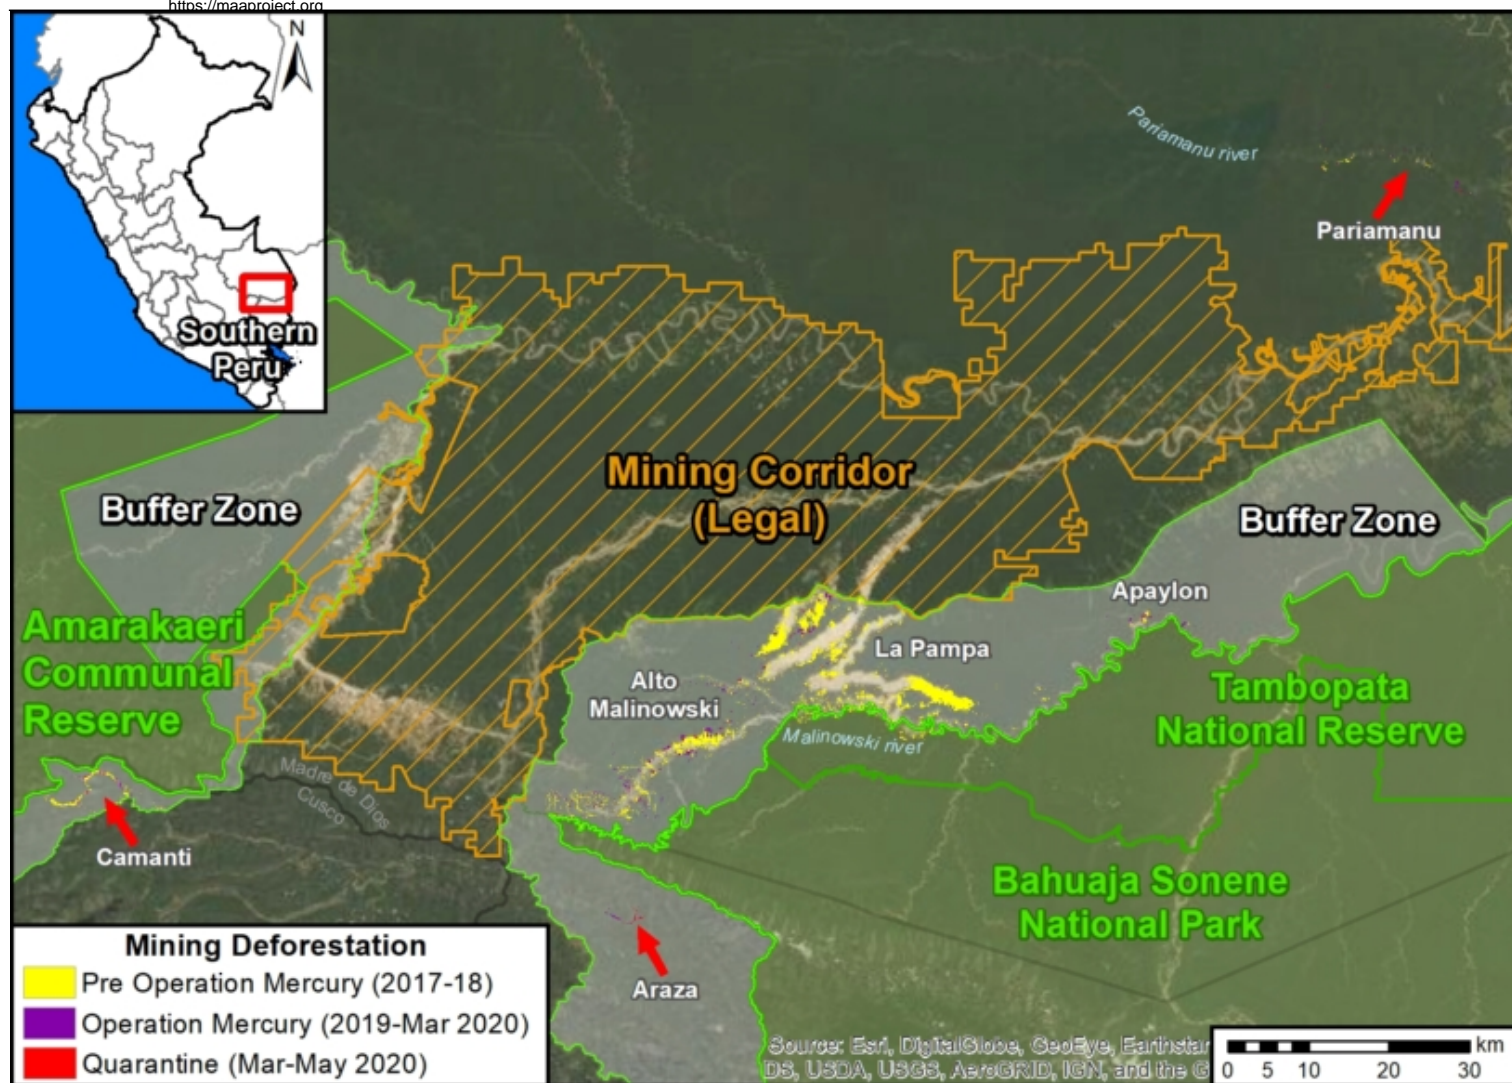 https://maaproject.org
N
Southern
Peru
Pariamanu river
Pariamanu
Mining Corridor
(Legal)
Buffer Zone
Buffer Zone
Amarakaeri
Communal
Reserve
Apaylon
La Pampa
Alto
Malinowski
Malinowski river
Tambopata
National Reserve
Madre de Dios
Cusco
Camanti
Bahuaja Sonene
National Park
Araza
Mining Deforestation
Pre Operation Mercury (2017-18)
Operation Mercury (2019-Mar 2020)
Quarantine (Mar-May 2020)
Source: Esri, DigitalGlobe, GeoEye, Earthstar
DS, USDA, USGS, AeroGRID, IGN, and the G
km
0 5 10 20 30